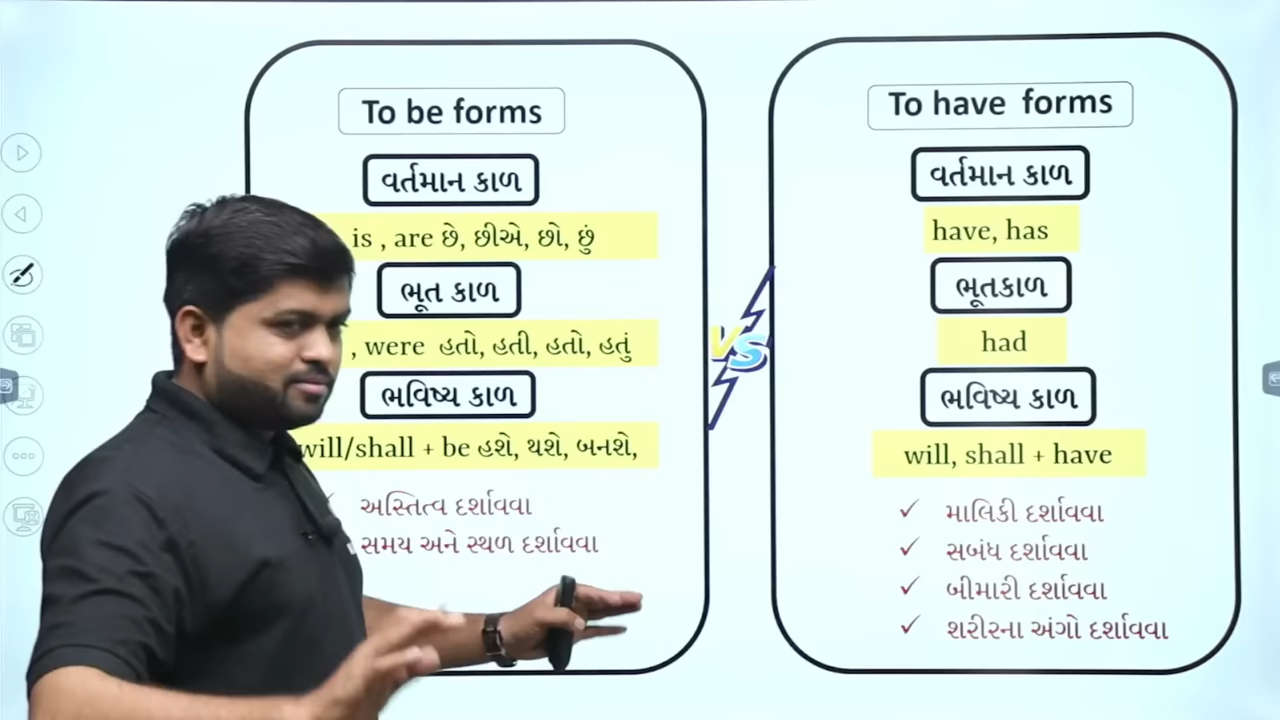 To be forms
વર્તમાન કાળ
is , are છે, છીએ, છો, છું
ભૂત કાળ
, were હતો, હતી, હતો, હતું
ભવિષ્ય કાળ
will/shall + be હશે, થશે, બનશે,
અસ્તિત્વ દર્શાવવા
સમય અને સ્થળ દર્શાવવા
VS
To have forms
વર્તમાન કાળ
have, has
ભૂતકાળ
had
ભવિષ્ય કાળ
will, shall + have
✓ માલિકી દર્શાવવા
✓ સબંધ દર્શાવવા
✓ બીમારી દર્શાવવા
✓ શરીરના અંગો દર્શાવવા